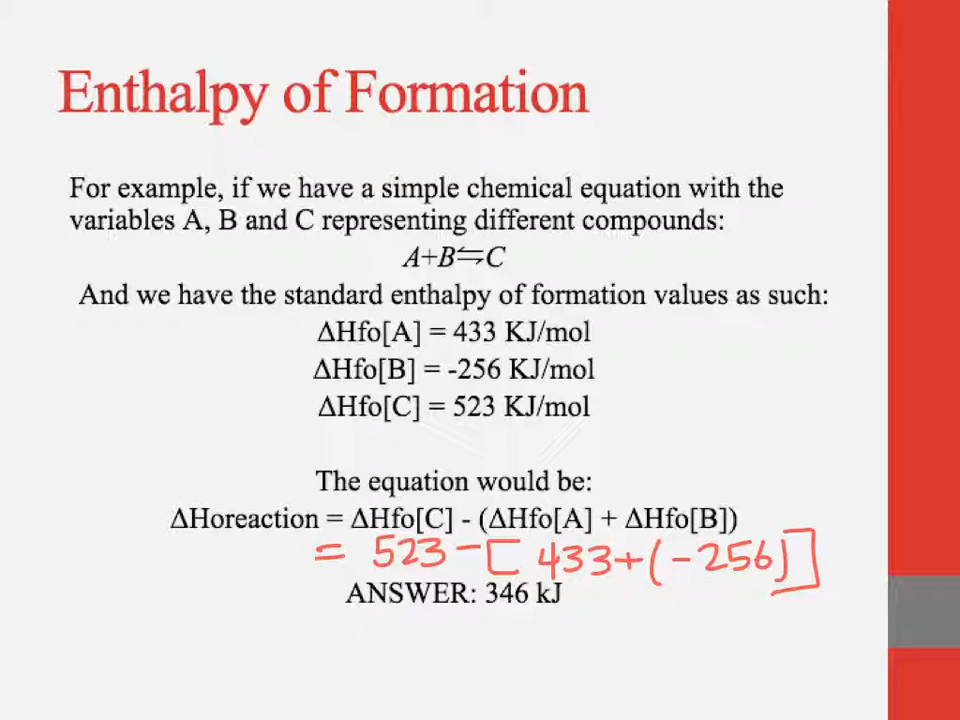 Enthalpy of Formation
For example, if we have a simple chemical equation with the
variables A, B and C representing different compounds:
A+B⇆C
And we have the standard enthalpy of formation values as such:
ΔHfo[A] = 433 KJ/mol
ΔHfo[B] = -256 KJ/mol
ΔHfo[C] = 523 KJ/mol
The equation would be:
ΔHoreaction = ΔHfo[C] - (ΔHfo[A] + ΔHfo[B])
= 523 - [433+(-256)]
ANSWER: 346 kJ